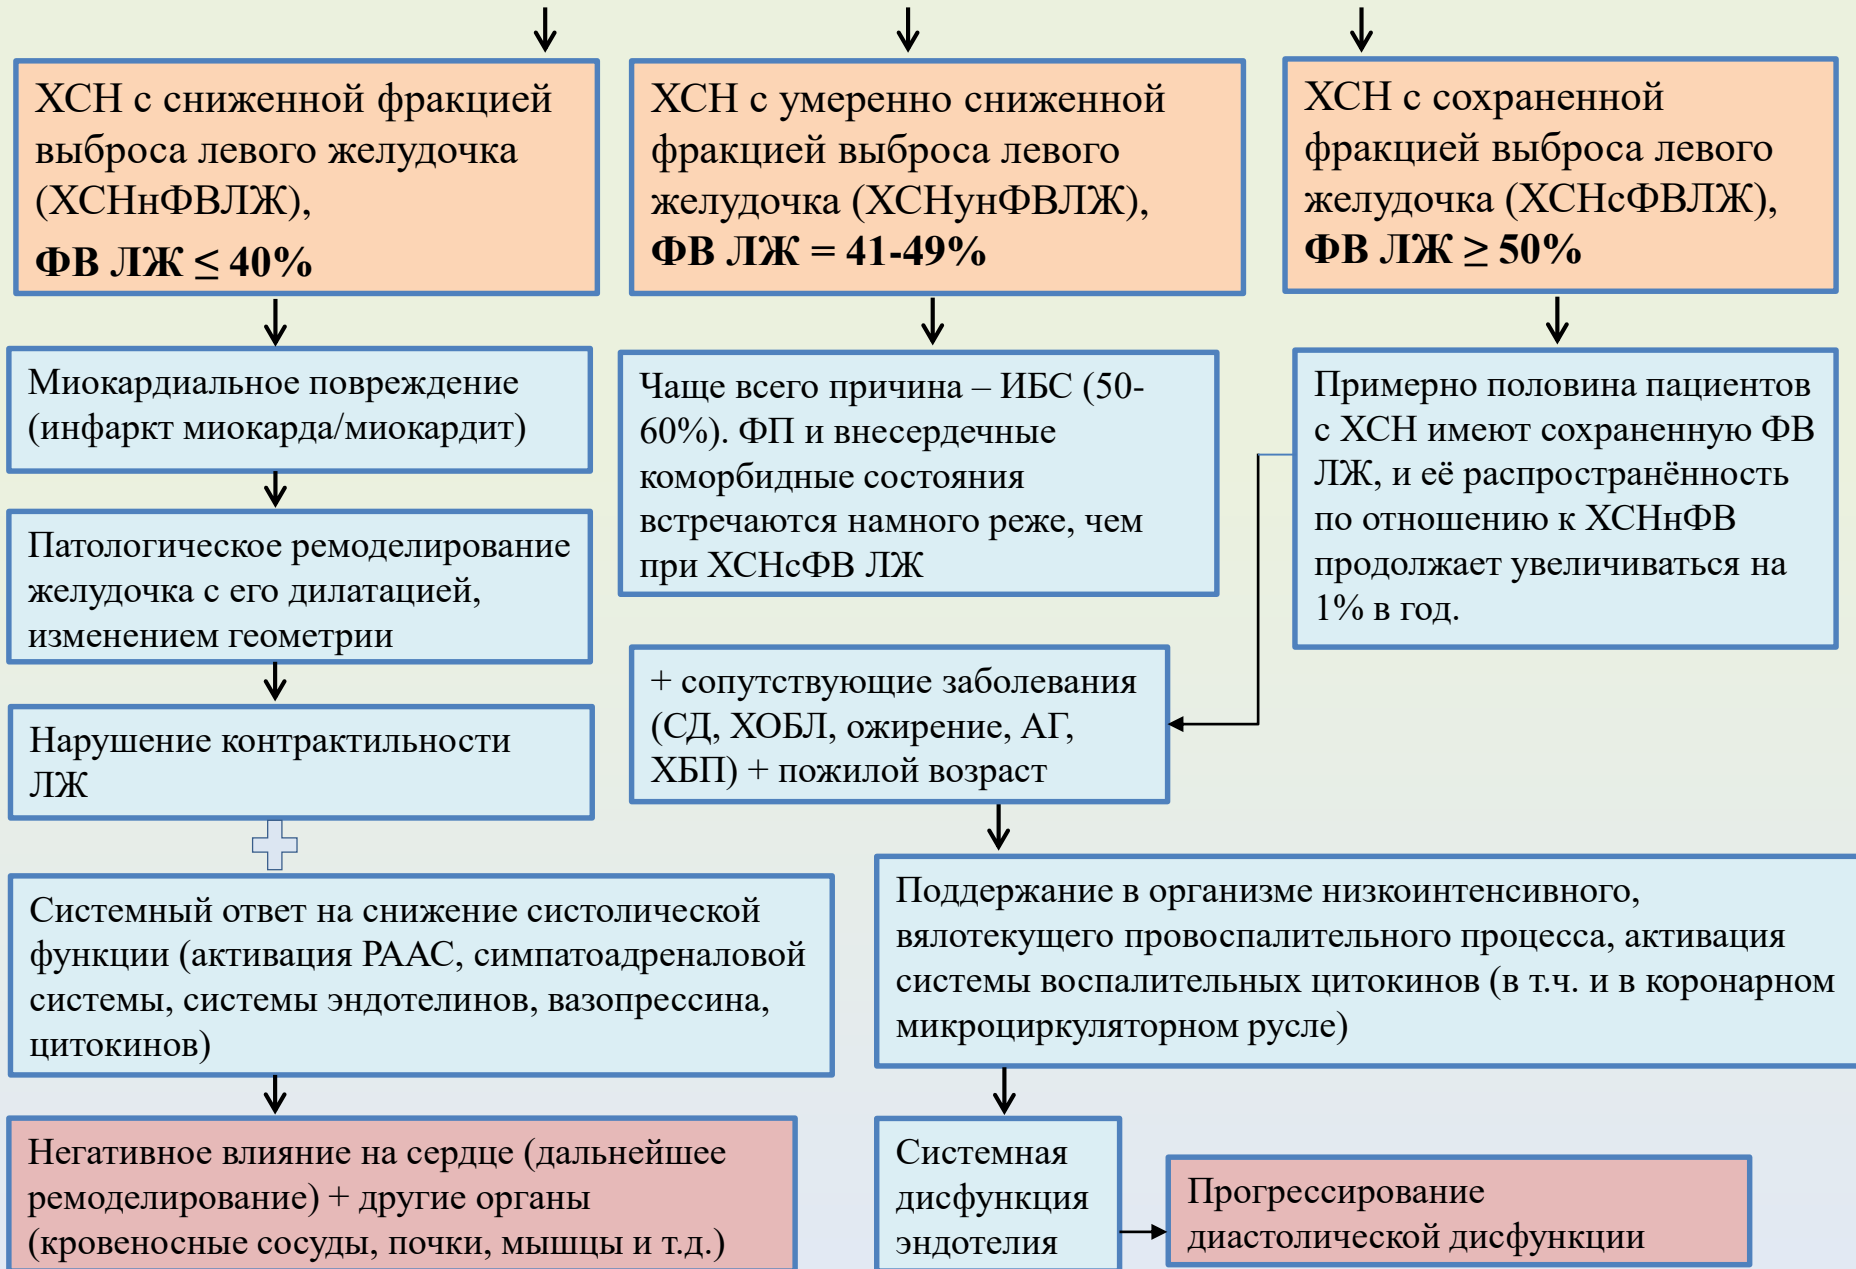 ХСН с сниженной фракцией
выброса левого желудочка
(ХСНнФВЛЖ),
ФВ ЛЖ ≤ 40%
ХСН с умеренно сниженной
фракцией выброса левого
желудочка (ХСНунФВЛЖ),
ФВ ЛЖ = 41-49%
ХСН с сохраненной
фракцией выброса левого
желудочка (ХСНсФВЛЖ),
ФВ ЛЖ ≥ 50%
Миокардиальное повреждение
(инфаркт миокарда/миокардит)
Чаще всего причина – ИБС (50-
60%). ФП и внесердечные
коморбидные состояния
встречаются намного реже, чем
при ХСНсФВ ЛЖ
Примерно половина пациентов
с ХСН имеют сохраненную ФВ
ЛЖ, и её распространённость
по отношению к ХСНнФВ
продолжает увеличиваться на
1% в год.
Патологическое ремоделирование
желудочка с его дилатацией,
изменением геометрии
+ сопутствующие заболевания
(СД, ХОБЛ, ожирение, АГ,
ХБП) + пожилой возраст
Нарушение контрактильности
ЛЖ
Системный ответ на снижение систолической
функции (активация РААС, симпатоадреналовой
системы, системы эндотелинов, вазопрессина,
цитокинов)
Поддержание в организме низкоинтенсивного,
вялотекущего провоспалительного процесса, активация
системы воспалительных цитокинов (в т.ч. и в коронарном
микроциркуляторном русле)
Негативное влияние на сердце (дальнейшее
ремоделирование) + другие органы
(кровеносные сосуды, почки, мышцы и т.д.)
Системная
дисфункция
эндотелия
Прогрессирование
диастолической дисфункции